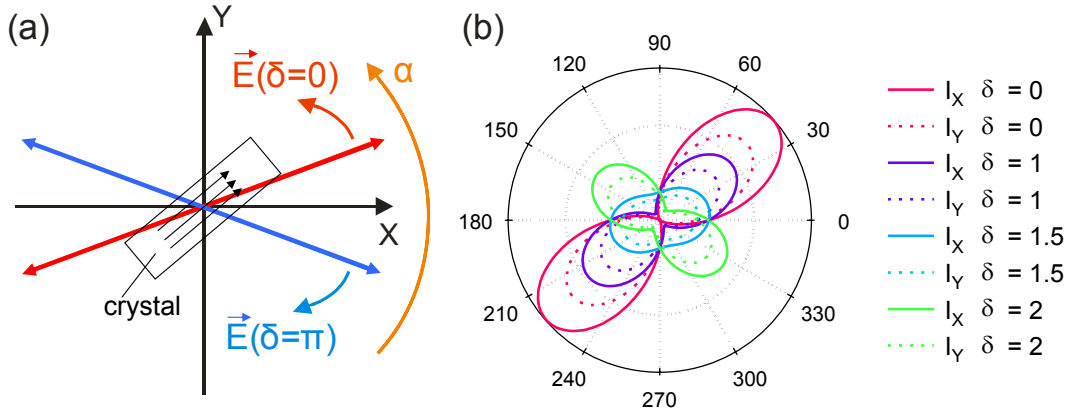 (a)
Y
E(δ=0)
α
X
crystal
E(δ=π)
(b)
90
120
60
150
30
180
0
210
330
240
300
270
I_X δ = 0
I_Y δ = 0
I_X δ = 1
I_Y δ = 1
I_X δ = 1.5
I_Y δ = 1.5
I_X δ = 2
I_Y δ = 2